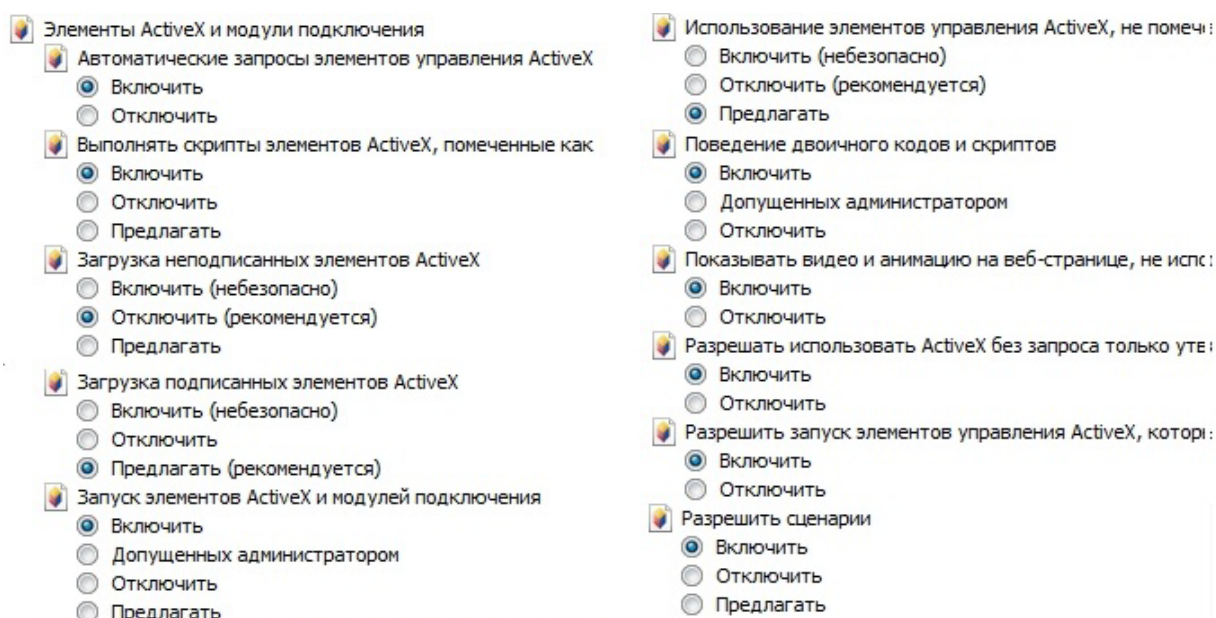 Элементы ActiveX и модули подключения
Автоматические запросы элементов управления ActiveX
Включить
Отключить
Выполнять скрипты элементов ActiveX, помеченные как
Включить
Отключить
Предлагать
Загрузка неподписанных элементов ActiveX
Включить (небезопасно)
Отключить (рекомендуется)
Предлагать
Загрузка подписанных элементов ActiveX
Включить (небезопасно)
Отключить
Предлагать (рекомендуется)
Запуск элементов ActiveX и модулей подключения
Включить
Допущенных администратором
Отключить
Предлагать
Использование элементов управления ActiveX, не
Включить (небезопасно)
Отключить (рекомендуется)
Предлагать
Поведение двоичного кодов и скриптов
Включить
Допущенных администратором
Отключить
Показывать видео и анимацию на веб-странице, не
Включить
Отключить
Разрешать использовать ActiveX без запроса только
Включить
Отключить
Разрешить запуск элементов управления ActiveX,
Включить
Отключить
Разрешить сценарии
Включить
Отключить
Предлагать